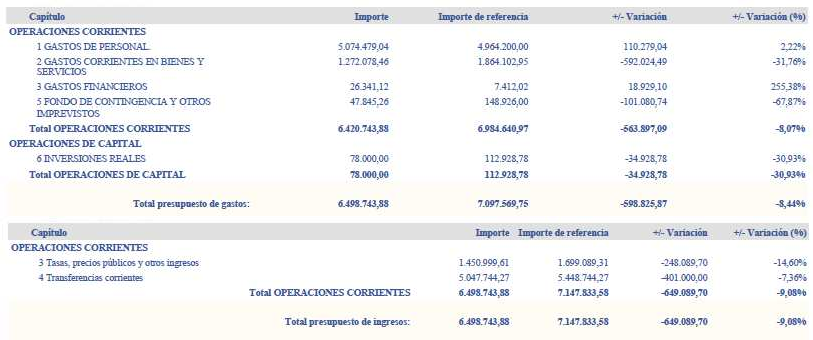 Capítulo Importe Importe de referencia +/- Variación +/- Variación (%)
OPERACIONES CORRIENTES
1 GASTOS DE PERSONAL. 5.074.479,04 4.964.200,00 110.279,04 2,22%
2 GASTOS CORRIENTES EN BIENES Y 1.272.078,46 1.864.102,95 -592.024,49 -31,76%
SERVICIOS
3 GASTOS FINANCIEROS 26.341,12 7.412,02 18.929,10 255,38%
5 FONDO DE CONTINGENCIA Y OTROS 47.845,26 148.926,00 -101.080,74 -67,87%
IMPREVISTOS
Total OPERACIONES CORRIENTES 6.420.743,88 6.984.640,97 -563.897,09 -8,07%
OPERACIONES DE CAPITAL
6 INVERSIONES REALES 78.000,00 112.928,78 -34.928,78 -30,93%
Total OPERACIONES DE CAPITAL 78.000,00 112.928,78 -34.928,78 -30,93%
Total presupuesto de gastos: 6.498.743,88 7.097.569,75 -598.825,87 -8,44%
Capítulo Importe Importe de referencia +/- Variación +/- Variación (%)
OPERACIONES CORRIENTES
3 Tasas, precios públicos y otros ingresos 1.450.999,61 1.699.089,31 -248.089,70 -14,60%
4 Transferencias corrientes 5.047.744,27 5.448.744,27 -401.000,00 -7,36%
Total OPERACIONES CORRIENTES 6.498.743,88 7.147.833,58 -649.089,70 -9,08%
Total presupuesto de ingresos: 6.498.743,88 7.147.833,58 -649.089,70 -9,08%